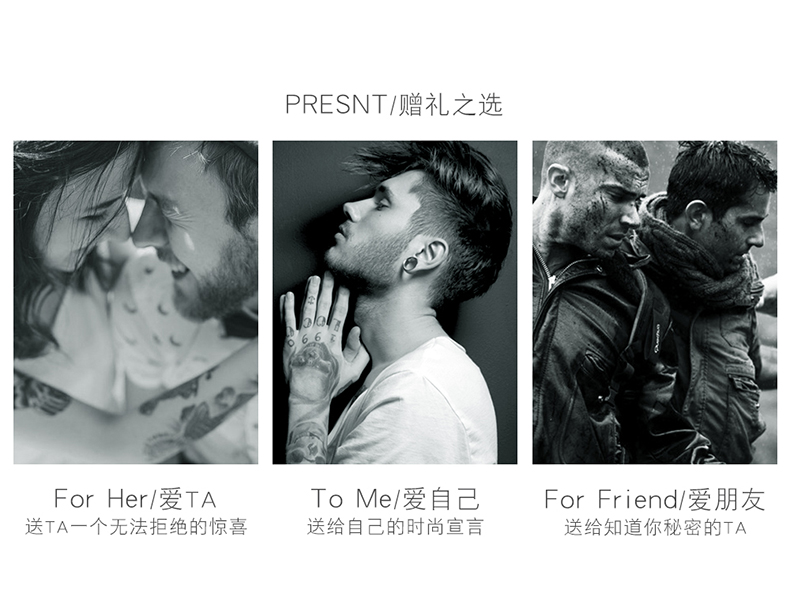 PRESNT/赠礼之选
For Her/爱TA
送TA一个无法拒绝的惊喜
To Me/爱自己
送给自己的时尚宣言
For Friend/爱朋友
送给知道你秘密的TA